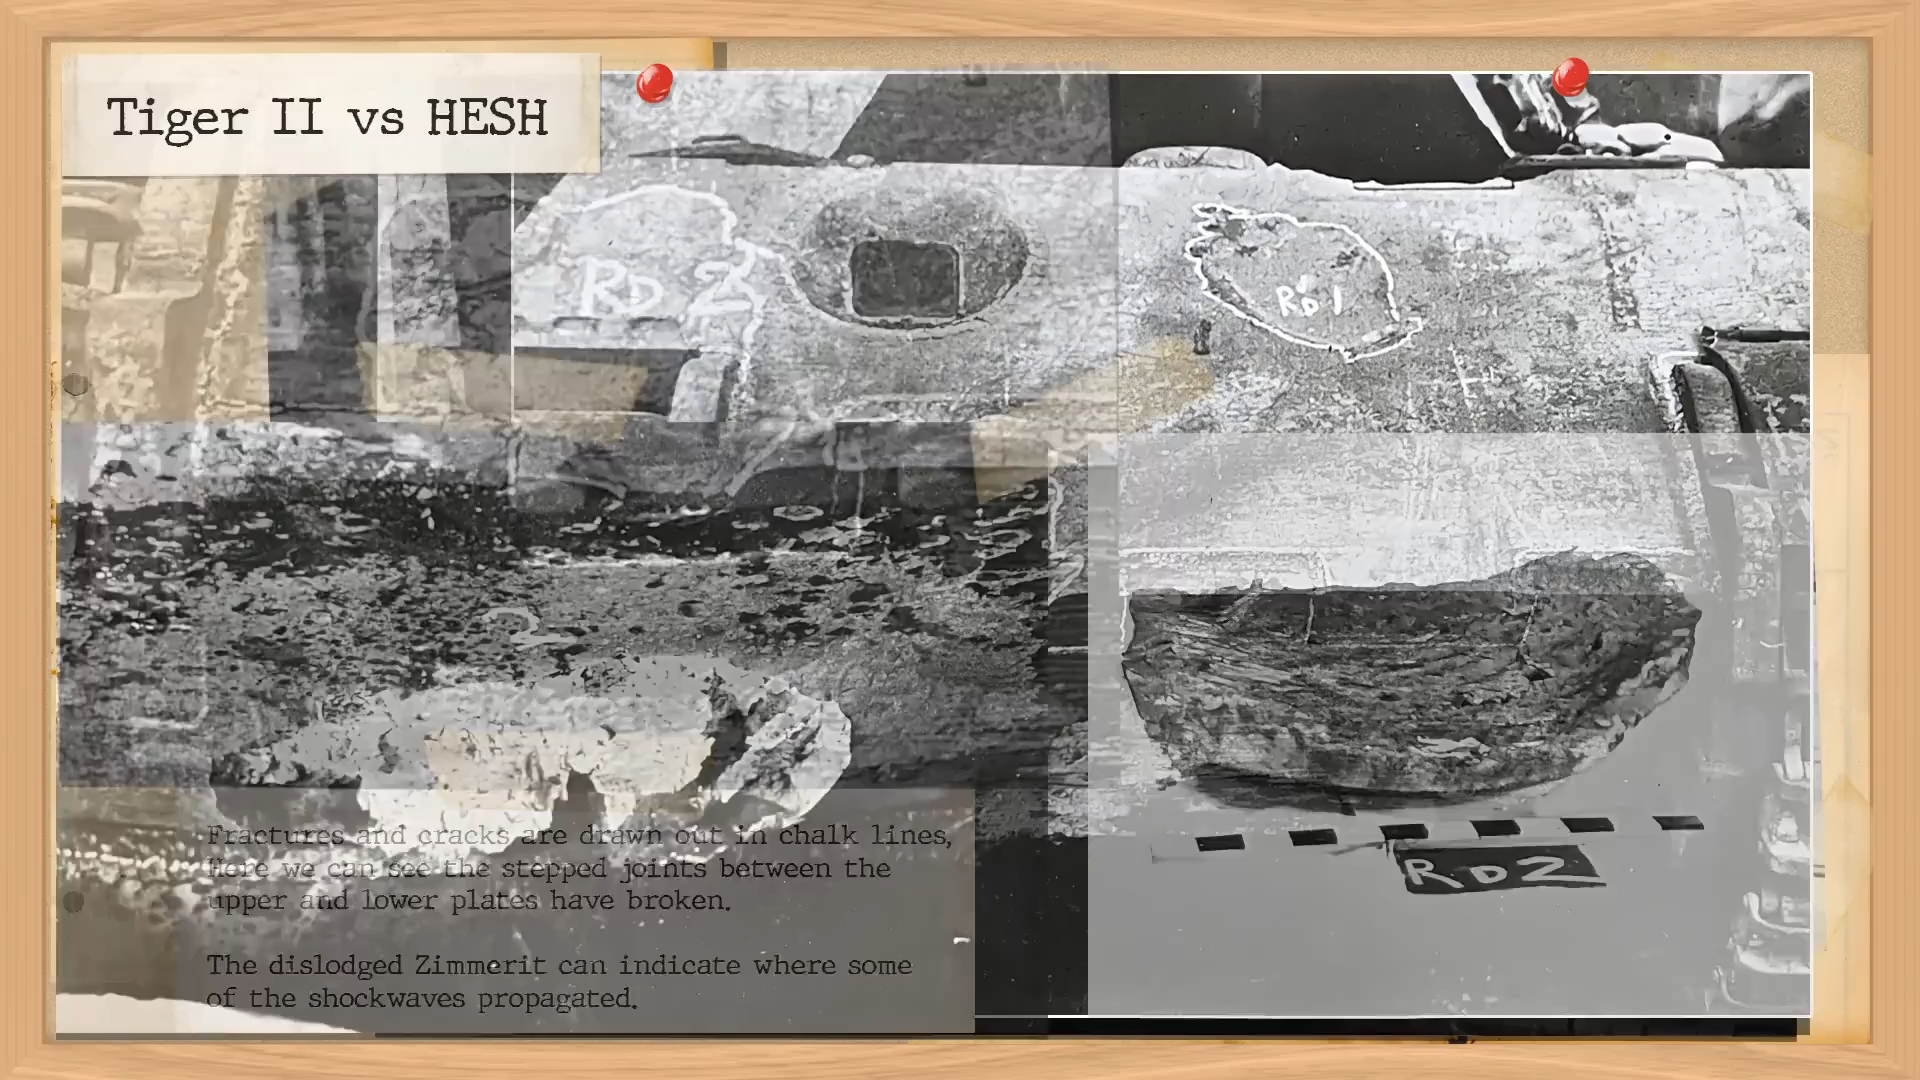 Tiger II vs HESH
RD 2
RD 1
RD2
Fractures and cracks are drawn out in chalk lines,
Here we can see the stepped joints between the
upper and lower plates have broken.
The dislodged Zimmerit can indicate where some
of the shockwaves propagated.